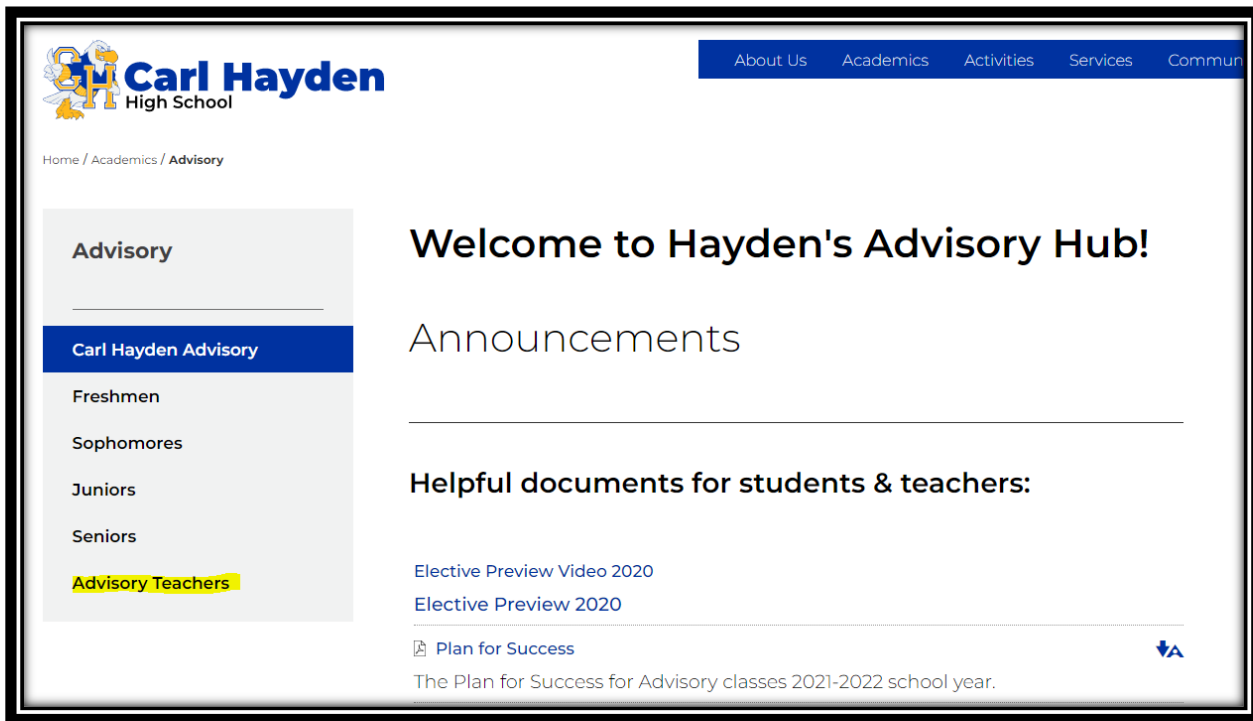 CH Carl Hayden
High School
About Us Academics Activities Services Commun
Home / Academics / Advisory
Advisory
Carl Hayden Advisory
Freshmen
Sophomores
Juniors
Seniors
Advisory Teachers
Welcome to Hayden's Advisory Hub!
Announcements
Helpful documents for students & teachers:
Elective Preview Video 2020
Elective Preview 2020
Plan for Success
The Plan for Success for Advisory classes 2021-2022 school year.